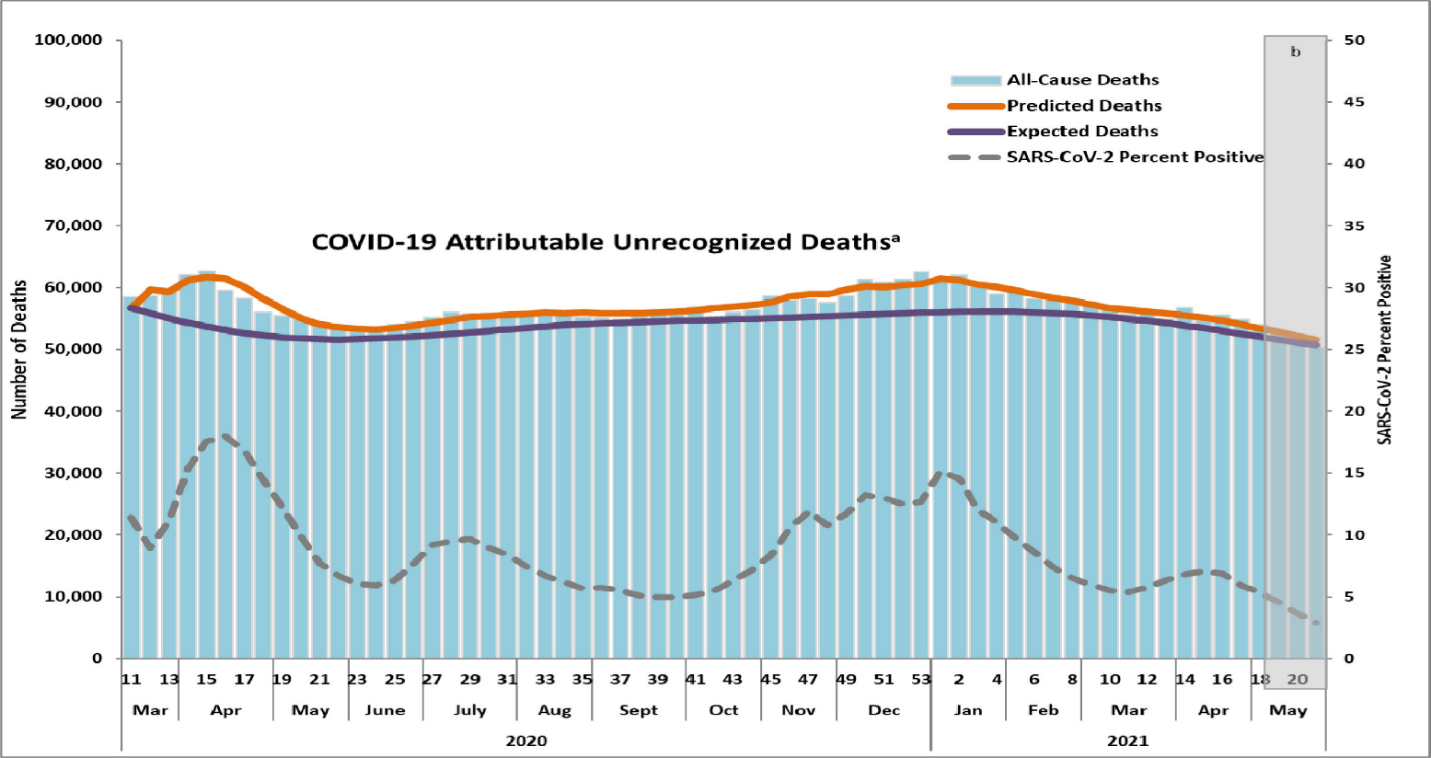 100,000
90,000
80,000
70,000
60,000
50,000
40,000
30,000
20,000
10,000
0
Number of Deaths
50
45
40
35
30
25
20
15
10
5
0
SARS-CoV-2 Percent Positive
b
All-Cause Deaths
Predicted Deaths
Expected Deaths
SARS-CoV-2 Percent Positive
COVID-19 Attributable Unrecognized Deathsᵃ
11 13 15 17 19 21 23 25 27 29 31 33 35 37 39 41 43 45 47 49 51 53 2 4 6 8 10 12 14 16 18 20
Mar Apr May June July Aug Sept Oct Nov Dec Jan Feb Mar Apr May
2020 2021